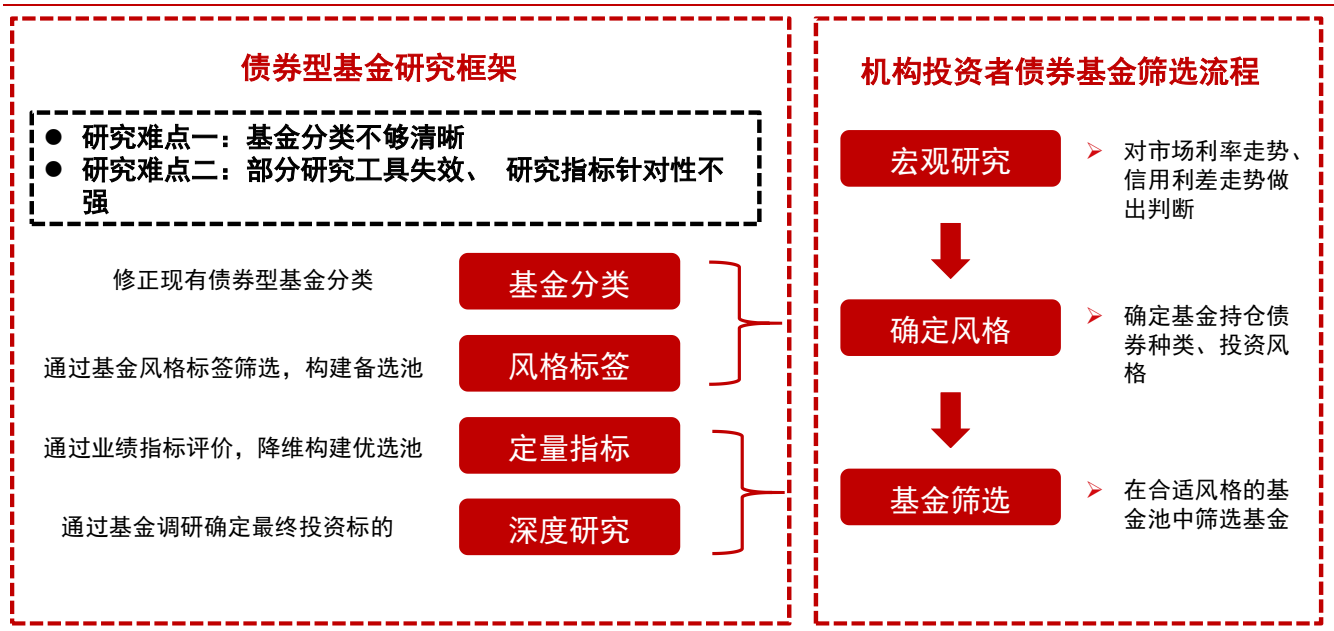 债券型基金研究框架
● 研究难点一：基金分类不够清晰
● 研究难点二：部分研究工具失效、 研究指标针对性不
强
修正现有债券型基金分类
基金分类
通过基金风格标签筛选，构建备选池
风格标签
通过业绩指标评价，降维构建优选池
定量指标
通过基金调研确定最终投资标的
深度研究
机构投资者债券基金筛选流程
宏观研究
➢ 对市场利率走势、
信用利差走势做
出判断
确定风格
➢ 确定基金持仓债
券种类、投资风
格
基金筛选
➢ 在合适风格的基
金池中筛选基金